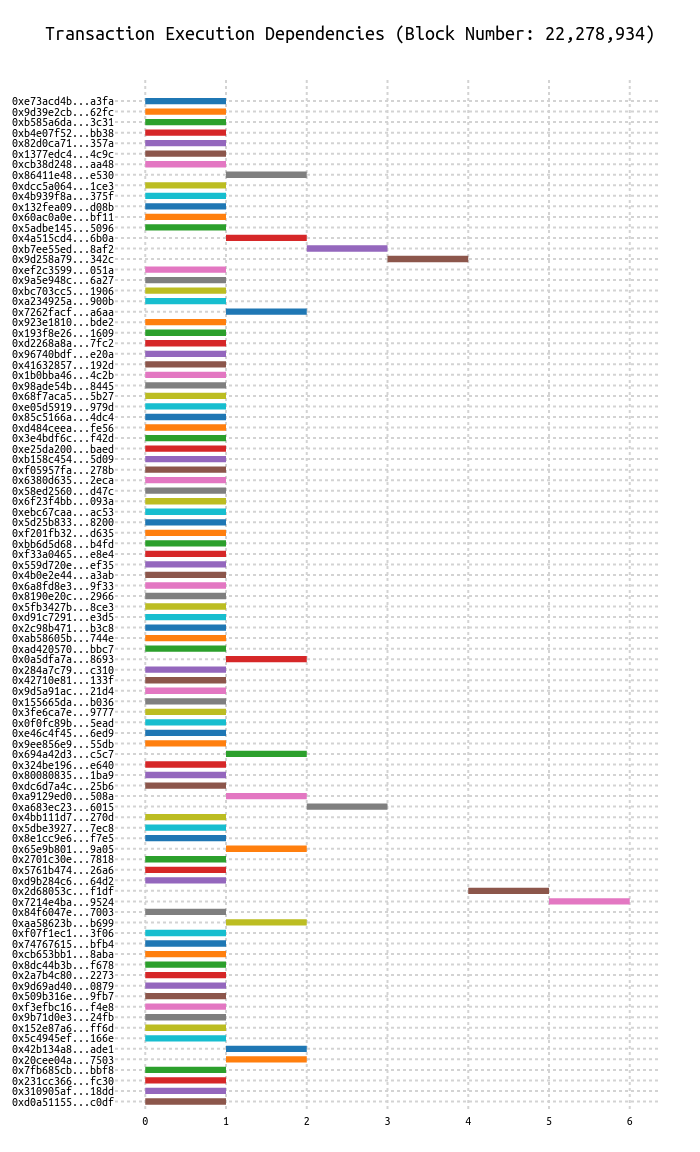 Transaction Execution Dependencies (Block Number: 22,278,934)
0xe73acd4b...a3fa
0x9d39e2cb...62fc
0xb585a6da...3c31
0xb4e07f52...bb38
0x82d0ca71...357a
0x1377edc4...4c9c
0xcb38d248...aa48
0x86411e48...e530
0xdcc5a064...1ce3
0x4b939f8a...375f
0x132fea09...d08b
0x60ac0a0e...bf11
0x5adbe145...5096
0x4a515cd4...6b0a
0xb7ee55ed...8af2
0x9d258a79...342c
0xef2c3599...051a
0x9a5e948c...6a27
0xbc703cc5...1906
0xa234925a...900b
0x7262facf...a6aa
0x923e1810...bde2
0x193f8e26...1609
0xd2268a8a...7fc2
0x96740bdf...e20a
0x41632857...192d
0x1b0bba46...4c2b
0x98ade54b...8445
0x68f7aca5...5b27
0xe05d5919...979d
0x85c5166a...4dc4
0xd484ceea...fe56
0x3e4bdf6c...f42d
0xe25da200...baed
0xb158c454...5d09
0xf05957fa...278b
0x6380d635...2eca
0x58ed2560...d47c
0x6f23f4bb...093a
0xebc67caa...ac53
0x5d25b833...8200
0xf201fb32...d635
0xbb6d5d68...b4fd
0xf33a0465...e8e4
0x559d720e...ef35
0x4b0e2e44...a3ab
0x6a8fd8e3...9f33
0x8190e20c...2966
0x5fb3427b...8ce3
0xd91c7291...e3d5
0x2c98b471...b3c8
0xab58605b...744e
0xad420570...bbc7
0x0a5dfa7a...8693
0x284a7c79...c310
0x42710e81...133f
0x9d5a91ac...21d4
0x155665da...b036
0x3fe6ca7e...9777
0x0f0fc89b...5ead
0xe46c4f45...6ed9
0x9ee856e9...55db
0x694a42d3...c5c7
0x324be196...e640
0x80080835...1ba9
0xdc6d7a4c...25b6
0xa9129ed0...508a
0xa683ec23...6015
0x4bb111d7...270d
0x5dbe3927...7ec8
0x8e1cc9e6...f7e5
0x65e9b801...9a05
0x2701c30e...7818
0x5761b474...26a6
0xd9b284c6...64d2
0x2d68053c...f1df
0x7214e4ba...9524
0x84f6047e...7003
0xaa58623b...b699
0xf07f1ec1...3f06
0x74767615...bfb4
0xcb653bb1...8aba
0x8dc44b3b...f678
0x2a7b4c80...2273
0x9d69ad40...0879
0x509b316e...9fb7
0xf3efbc16...f4e8
0x9b71d0e3...24fb
0x152e87a6...ff6d
0x5c4945ef...166e
0x42b134a8...ade1
0x20cee04a...7503
0x7fb685cb...bbf8
0x231cc366...fc30
0x310905af...18dd
0xd0a51155...c0df
0 1 2 3 4 5 6